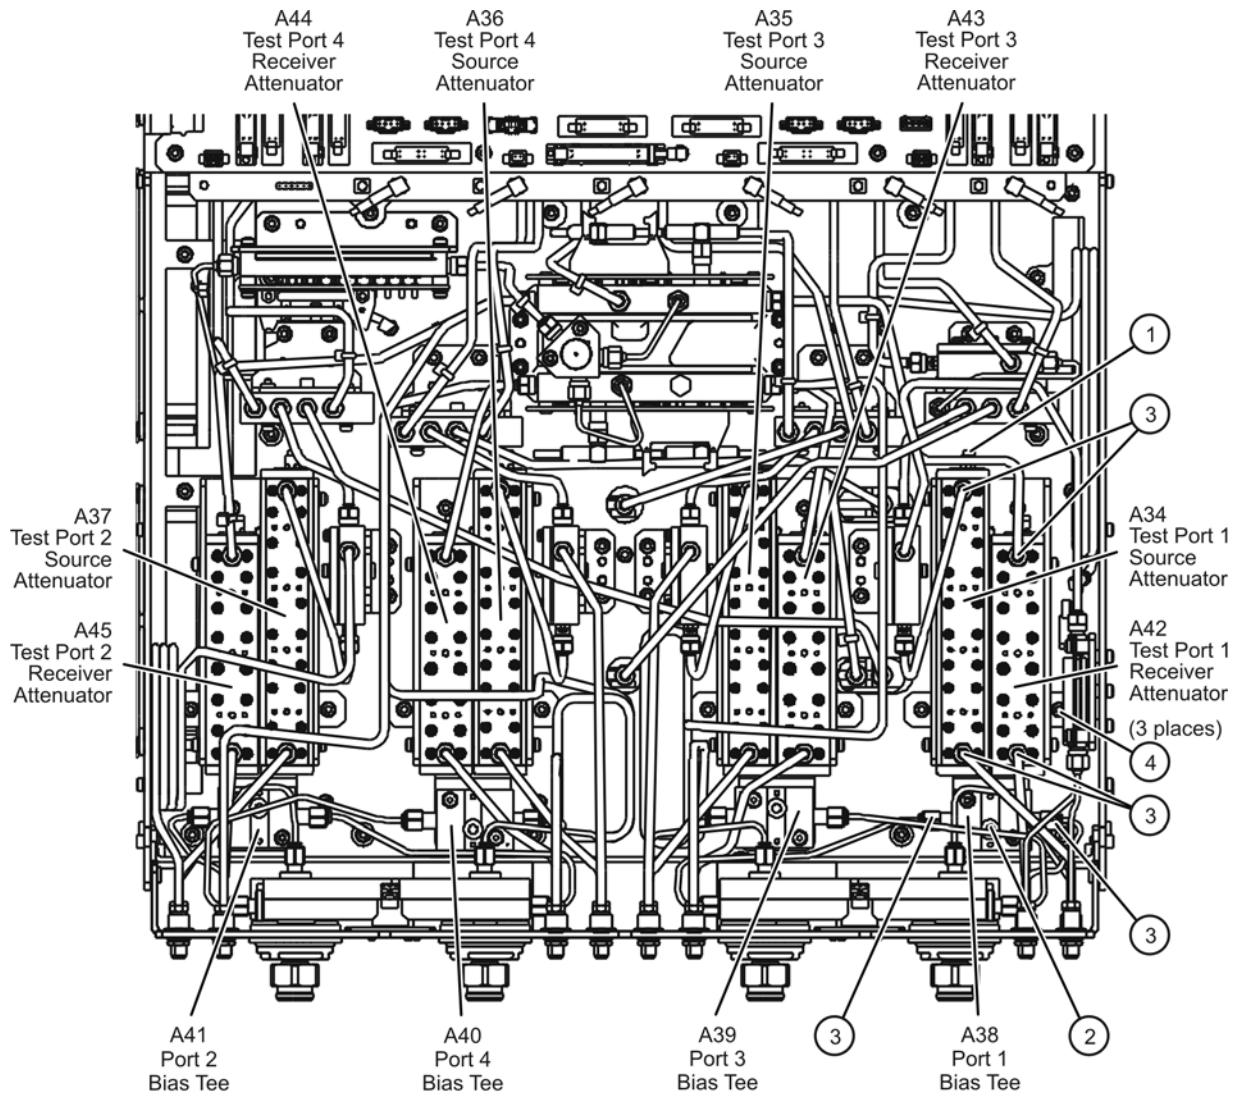 A44
Test Port 4
Receiver
Attenuator
A36
Test Port 4
Source
Attenuator
A35
Test Port 3
Source
Attenuator
A43
Test Port 3
Receiver
Attenuator
1
3
A37
Test Port 2
Source
Attenuator
A45
Test Port 2
Receiver
Attenuator
A34
Test Port 1
Source
Attenuator
A42
Test Port 1
Receiver
Attenuator
(3 places)
4
3
3
A41
Port 2
Bias Tee
A40
Port 4
Bias Tee
A39
Port 3
Bias Tee
3
A38
Port 1
Bias Tee
2